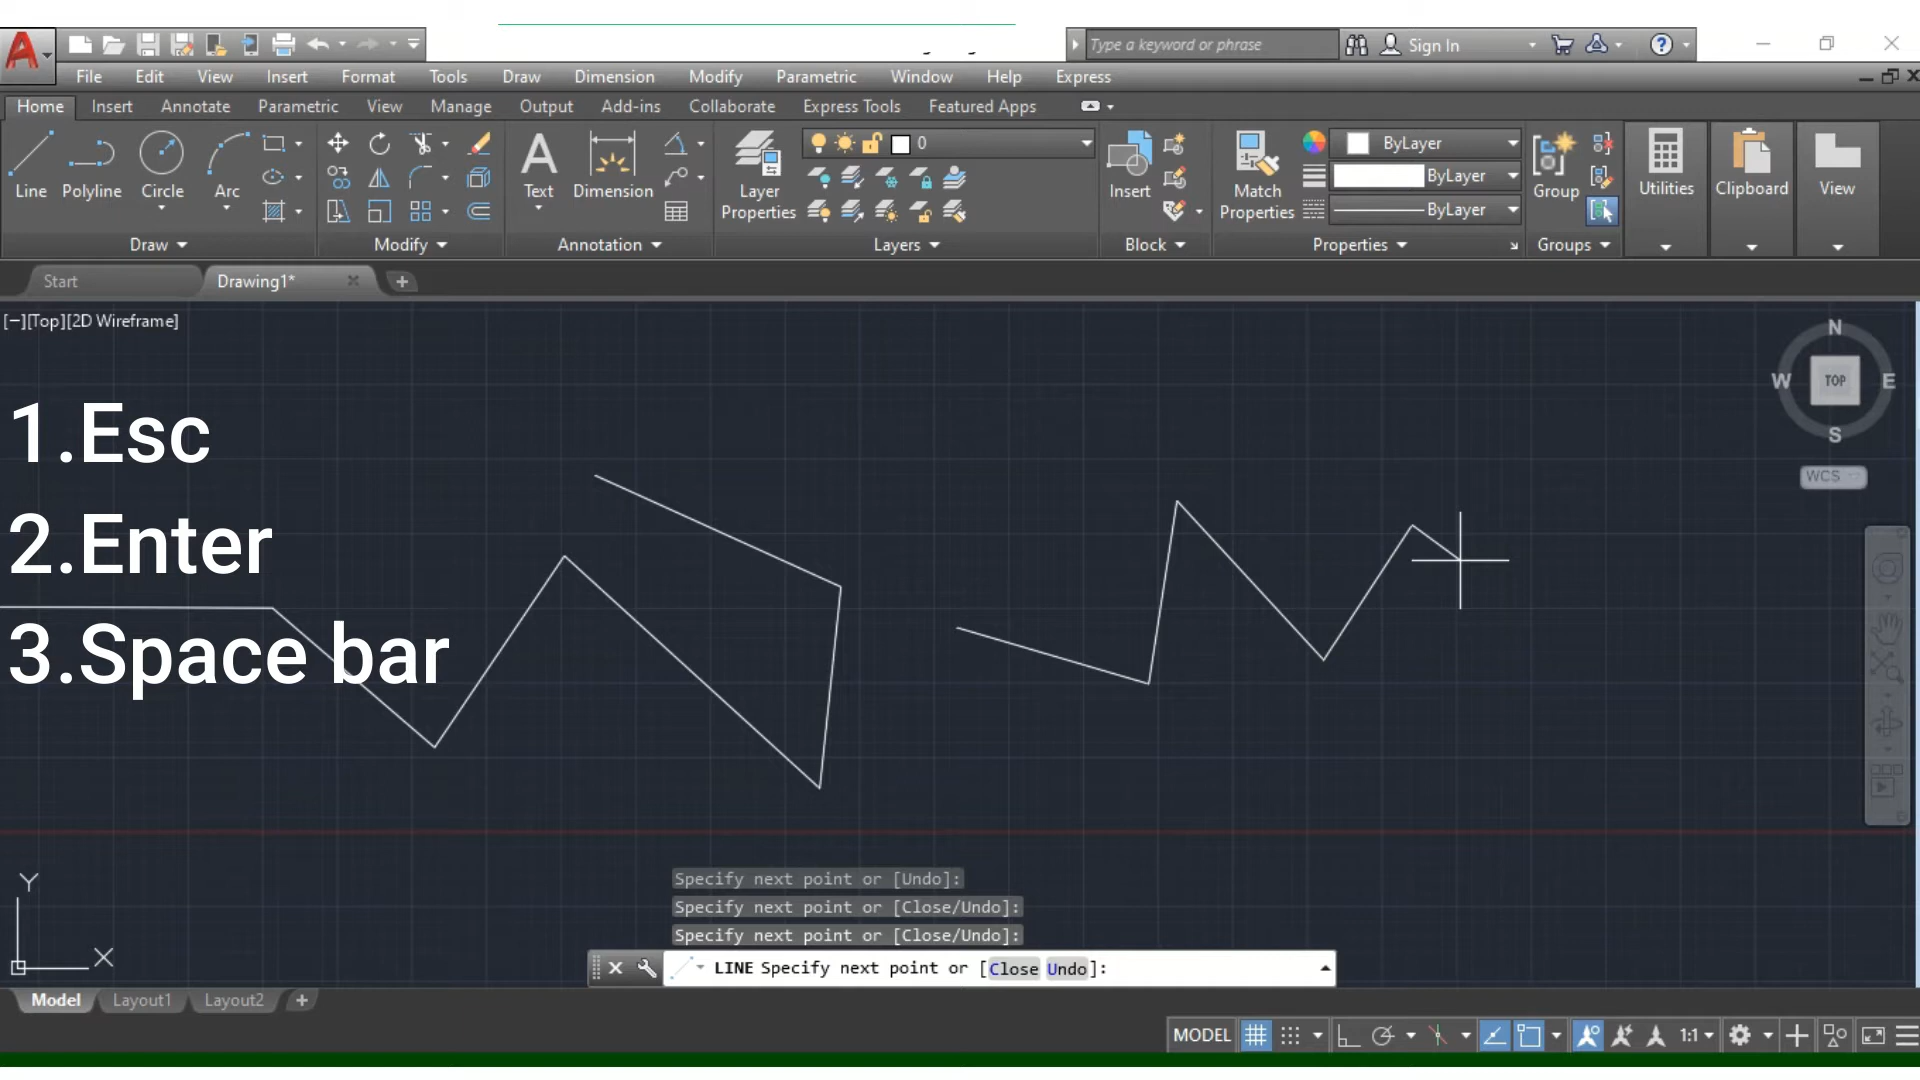 Type a keyword or phrase
Sign In
File Edit View Insert Format Tools Draw Dimension Modify Parametric Window Help Express
Home Insert Annotate Parametric View Manage Output Add-ins Collaborate Express Tools Featured Apps
0
ByLayer
Line Polyline Circle Arc
Text Dimension
Layer
Properties
Insert
Match
Properties
ByLayer
ByLayer
Group
Utilities
Clipboard
View
Draw Modify Annotation Layers Block Properties Groups
Start Drawing1*
[−][Top][2D Wireframe]
N
W TOP E
S
WCS
1.Esc
2.Enter
3.Space bar
Y
X
Specify next point or [Undo]:
Specify next point or [Close/Undo]:
Specify next point or [Close/Undo]:
LINE Specify next point or [Close Undo]:
Model Layout1 Layout2
MODEL 1:1